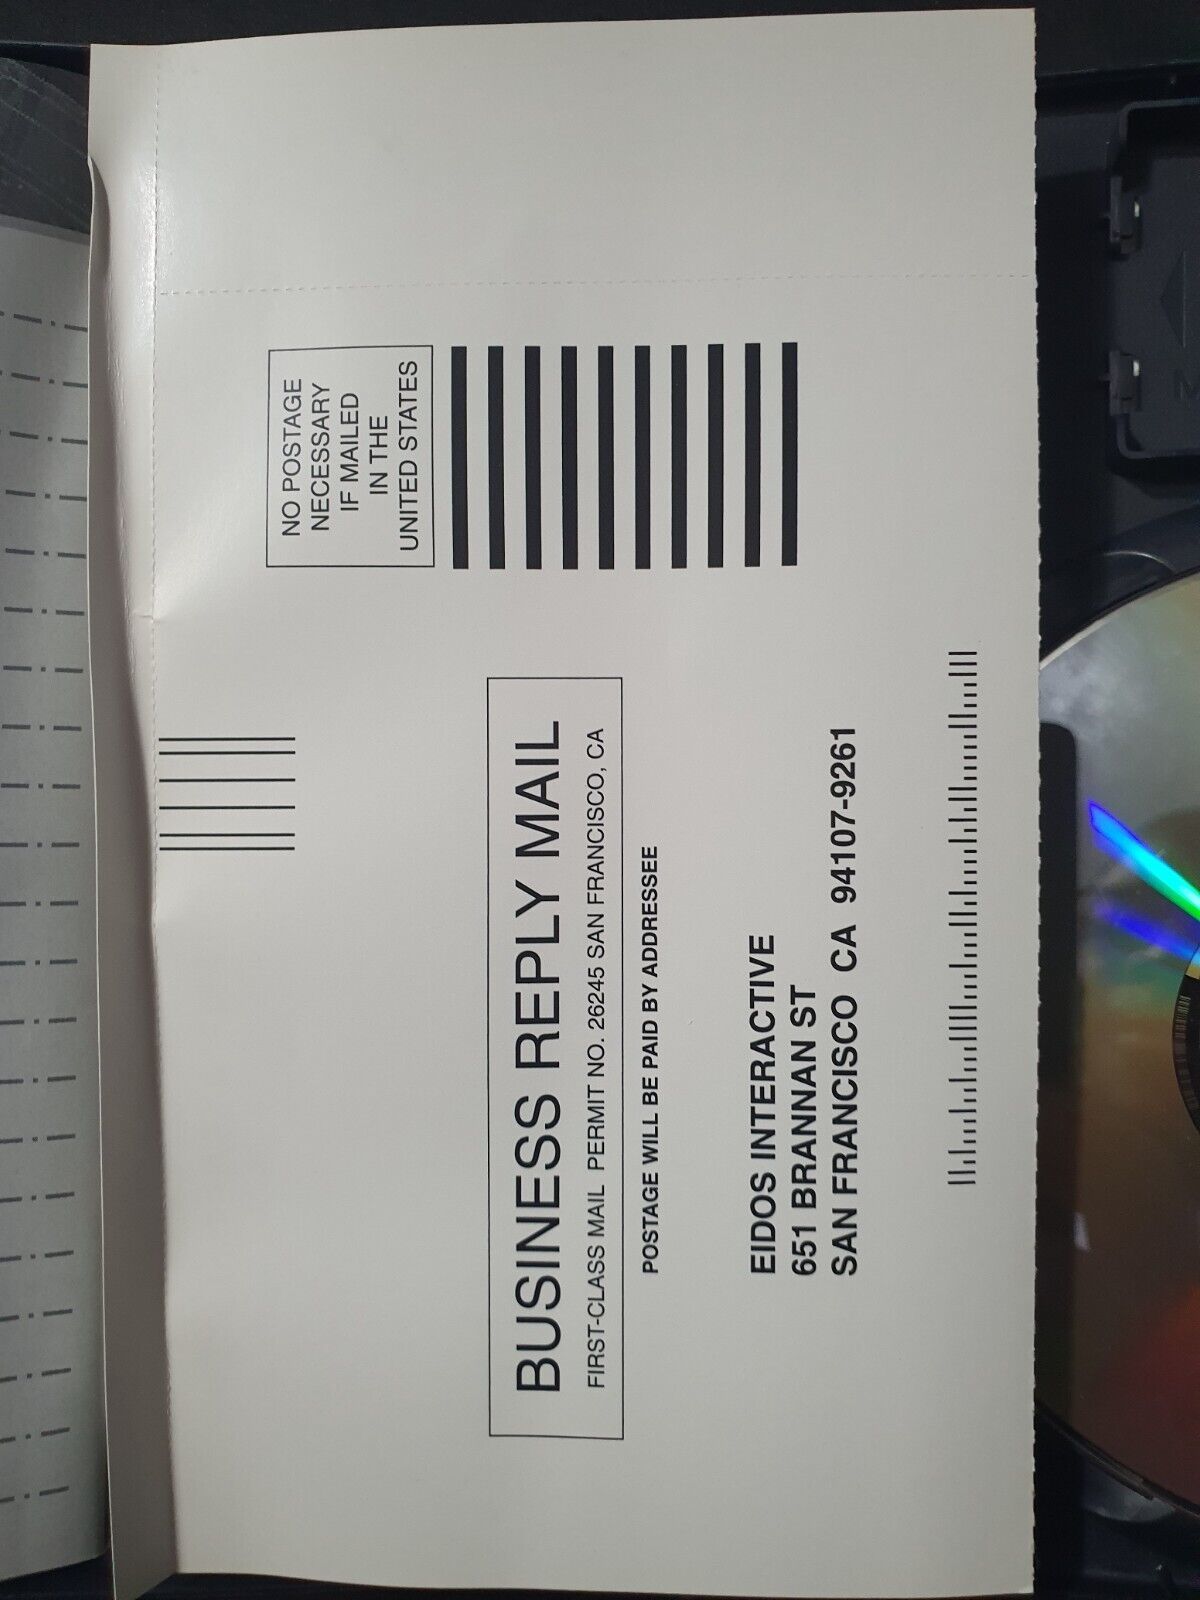 NO POSTAGE
NECESSARY
IF MAILED
IN THE
UNITED STATES
BUSINESS REPLY MAIL
FIRST-CLASS MAIL PERMIT NO. 26245 SAN FRANCISCO, CA
POSTAGE WILL BE PAID BY ADDRESSEE
EIDOS INTERACTIVE
651 BRANNAN ST
SAN FRANCISCO CA 94107-9261